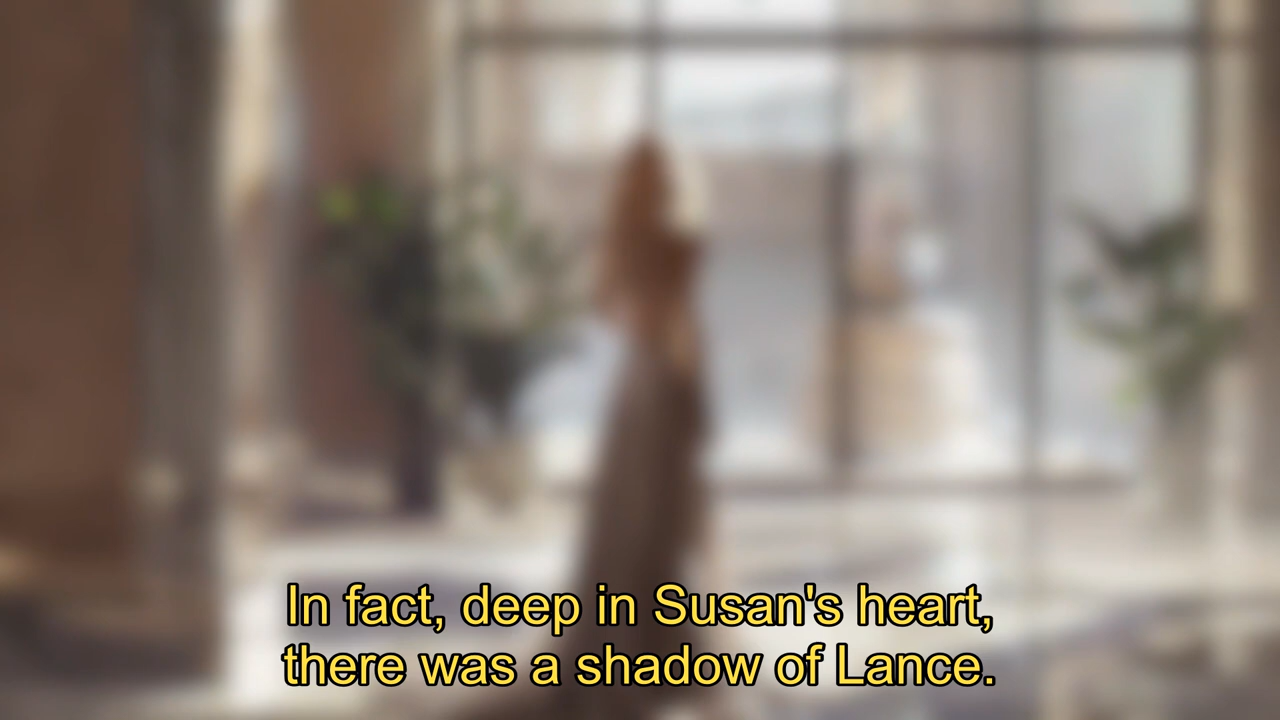 In fact, deep in Susan's heart,
there was a shadow of Lance.